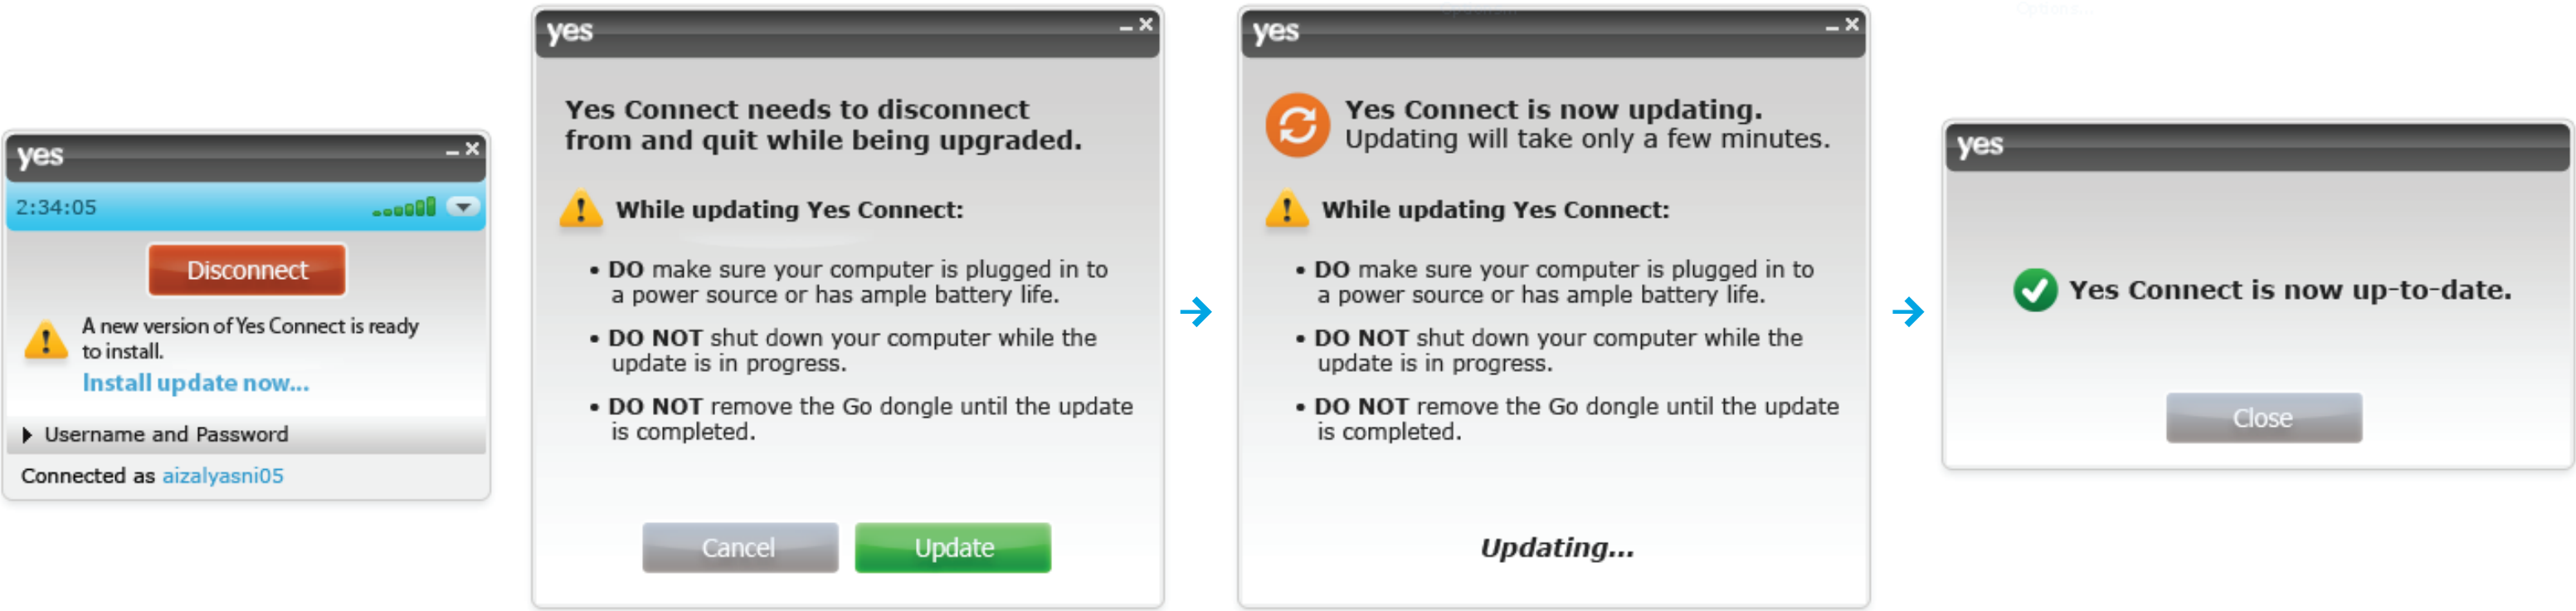 yes
2:34:05
Disconnect
A new version of Yes Connect is ready
to install.
Install update now...
Username and Password
Connected as aizalyasni05
yes
Yes Connect needs to disconnect
from and quit while being upgraded.
While updating Yes Connect:
• DO make sure your computer is plugged in to
a power source or has ample battery life.
• DO NOT shut down your computer while the
update is in progress.
• DO NOT remove the Go dongle until the update
is completed.
Cancel
Update
yes
Yes Connect is now updating.
Updating will take only a few minutes.
While updating Yes Connect:
• DO make sure your computer is plugged in to
a power source or has ample battery life.
• DO NOT shut down your computer while the
update is in progress.
• DO NOT remove the Go dongle until the update
is completed.
Updating...
yes
Yes Connect is now up-to-date.
Close